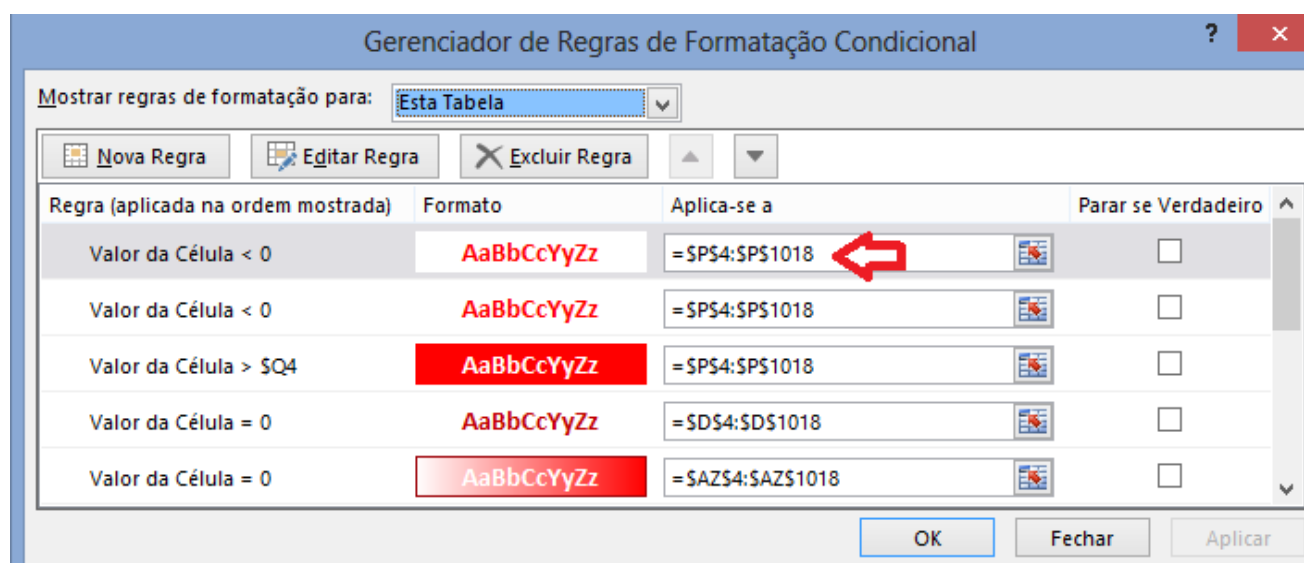 Gerenciador de Regras de Formatação Condicional ? ×
Mostrar regras de formatação para: Esta Tabela
Nova Regra Editar Regra Excluir Regra
Regra (aplicada na ordem mostrada) Formato Aplica-se a Parar se Verdadeiro
Valor da Célula < 0 AaBbCcYyZz =$P$4:$P$1018
Valor da Célula < 0 AaBbCcYyZz =$P$4:$P$1018
Valor da Célula > $Q4 AaBbCcYyZz =$P$4:$P$1018
Valor da Célula = 0 AaBbCcYyZz =$D$4:$D$1018
Valor da Célula = 0 AaBbCcYyZz =$AZ$4:$AZ$1018
OK Fechar Aplicar